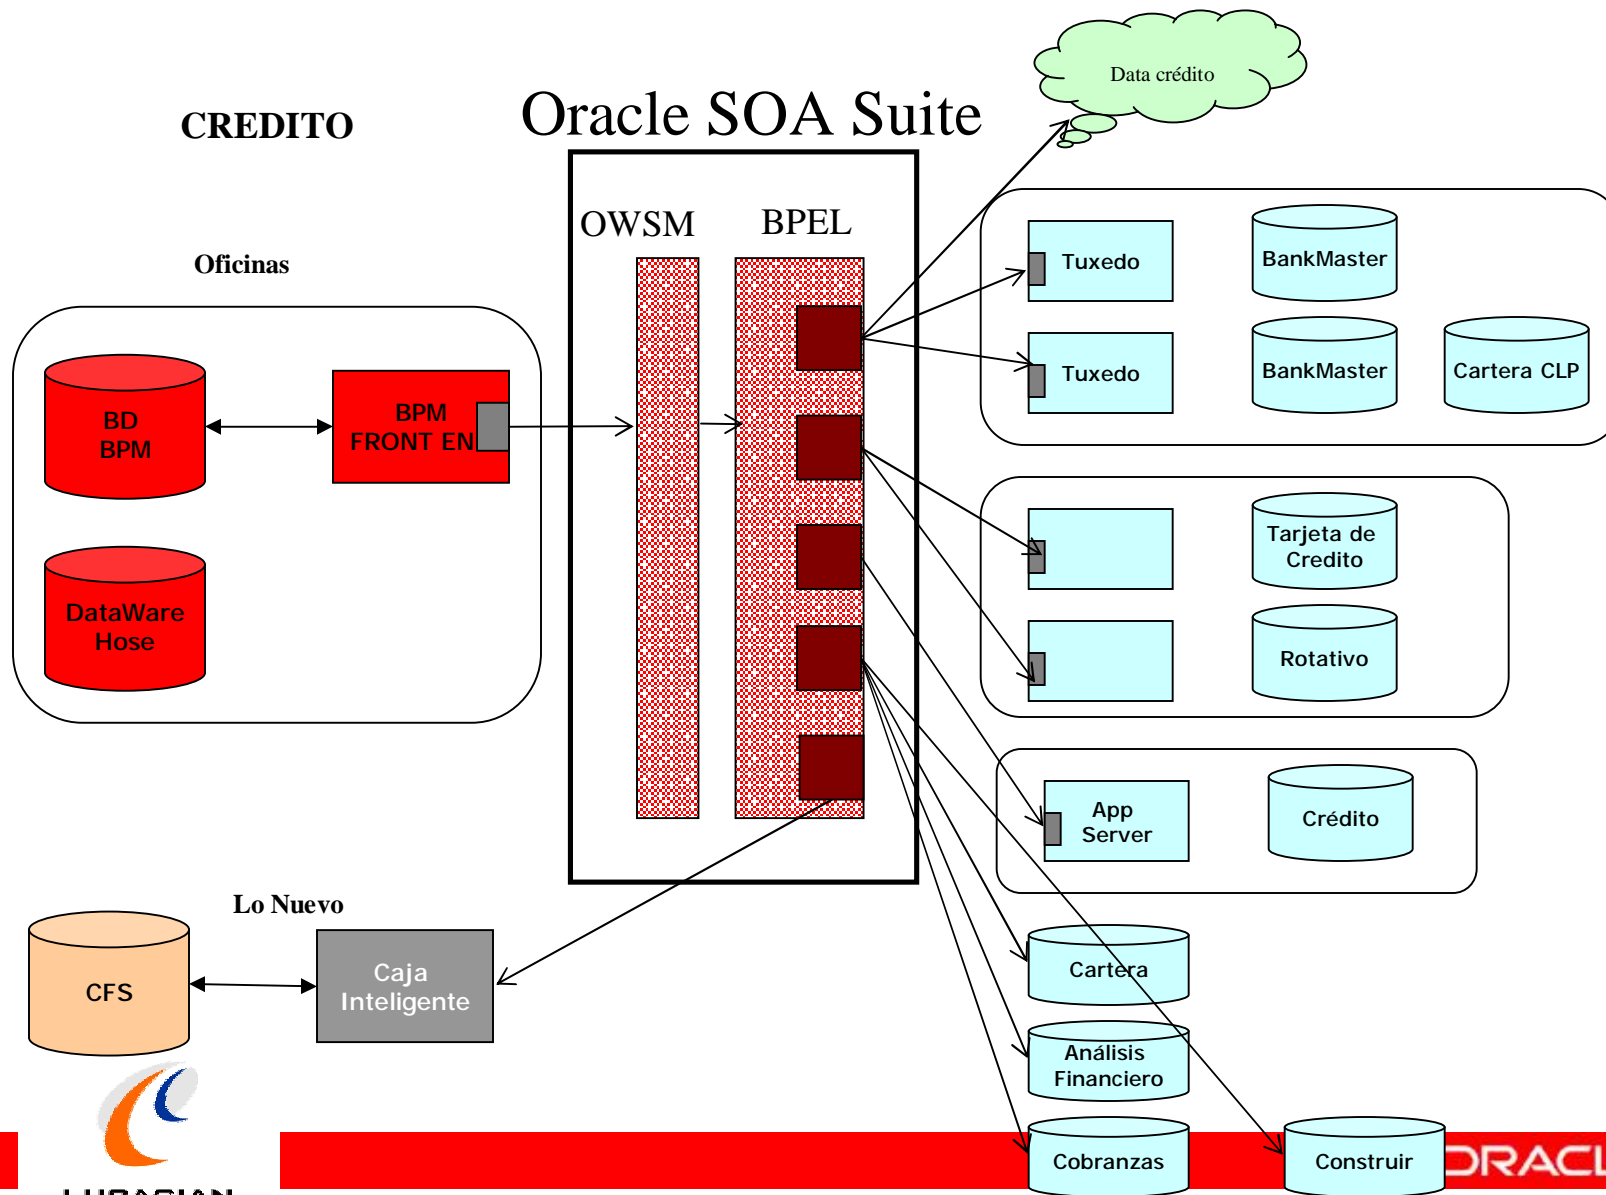 Data crédito
Oracle SOA Suite
CREDITO
OWSM
BPEL
Oficinas
Tuxedo
BankMaster
Tuxedo
BankMaster
Cartera CLP
BD
BPM
BPM
FRONT EN
DataWare
Hose
Tarjeta de
Credito
Rotativo
App
Server
Crédito
Lo Nuevo
CFS
Caja
Inteligente
Cartera
Análisis
Financiero
Cobranzas
Construir
ORACL